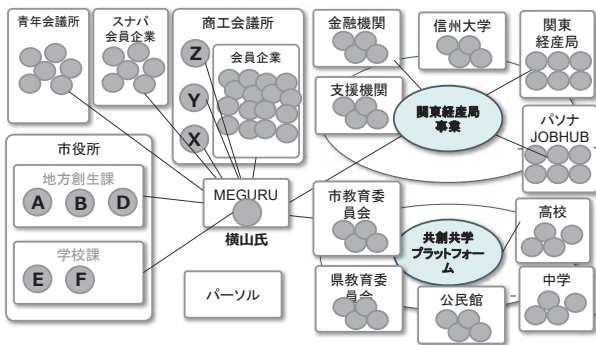 青年会議所
スナバ
会員企業
商工会議所
Z
Y
X
会員企業
金融機関
信州大学
関東
経産局
支援機関
関東経産局
事業
パソナ
JOBHUB
市役所
地方創生課
A B D
学校課
E F
MEGURU
横山氏
パーソル
市教育委
員会
共創共学
プラットフォー
ム
高校
県教育委
員会
公民館
中学